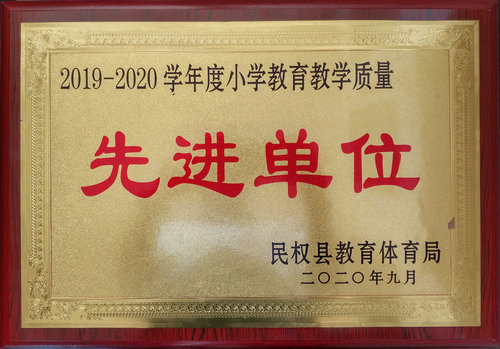 2019-2020学年度小学教育教学质量
先进单位
民权县教育体育局
二〇二〇年九月